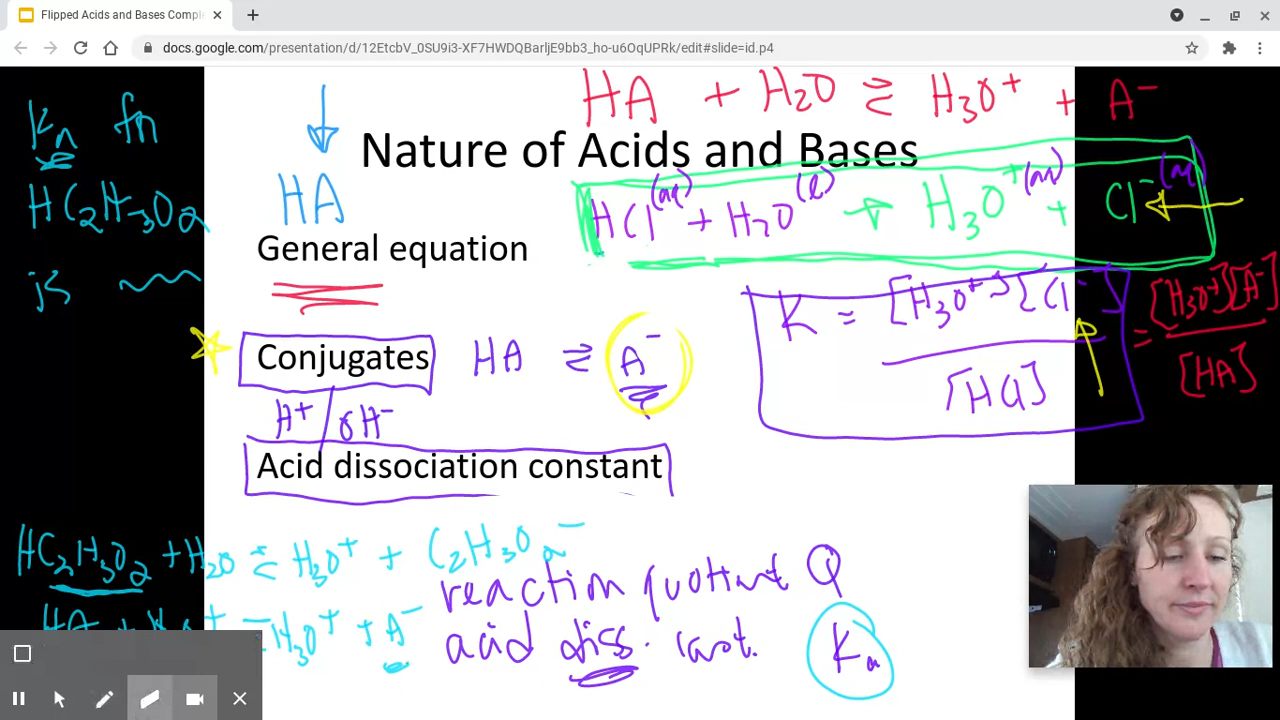 Flipped Acids and Bases Comple
docs.google.com/presentation/d/12EtcbV_0SU9i3-XF7HWDQBarljE9bb3_ho-u6OqUPRk/edit#slide=id.p4
HA + H2O ⇌ H3O+ + A-
Ka fn
HC2H3O2
is
HA
Nature of Acids and Bases
HCl(aq) + H2O(l) → H3O+(aq) + Cl-(aq)
General equation
K = [H3O+][Cl-] / [HCl] = [H3O+][A-] / [HA]
Conjugates HA ⇌ A-
H+ / OH-
Acid dissociation constant
HC2H3O2 + H2O ⇌ H3O+ + C2H3O2-
reaction quotient Q
H3O+ + A-
acid diss. const. Ka